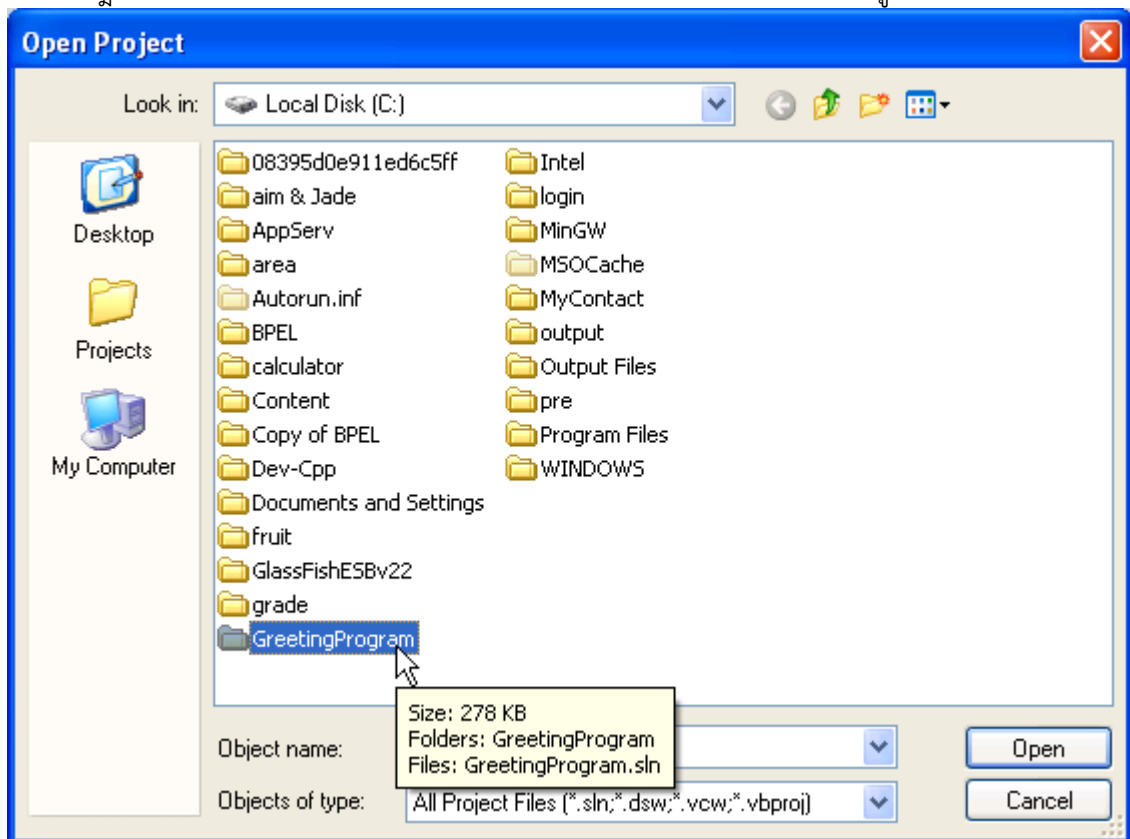 Open Project
Look in:
Local Disk (C:)
Desktop
Projects
My Computer
08395d0e911ed6c5ff
aim & Jade
AppServ
area
Autorun.inf
BPEL
calculator
Content
Copy of BPEL
Dev-Cpp
Documents and Settings
fruit
GlassFishESBv22
grade
GreetingProgram
Intel
login
MinGW
MSOCache
MyContact
output
Output Files
pre
Program Files
WINDOWS
Size: 278 KB
Folders: GreetingProgram
Files: GreetingProgram.sln
Object name:
Open
Objects of type:
All Project Files (*.sln;*.dsw;*.vcw;*.vbproj)
Cancel